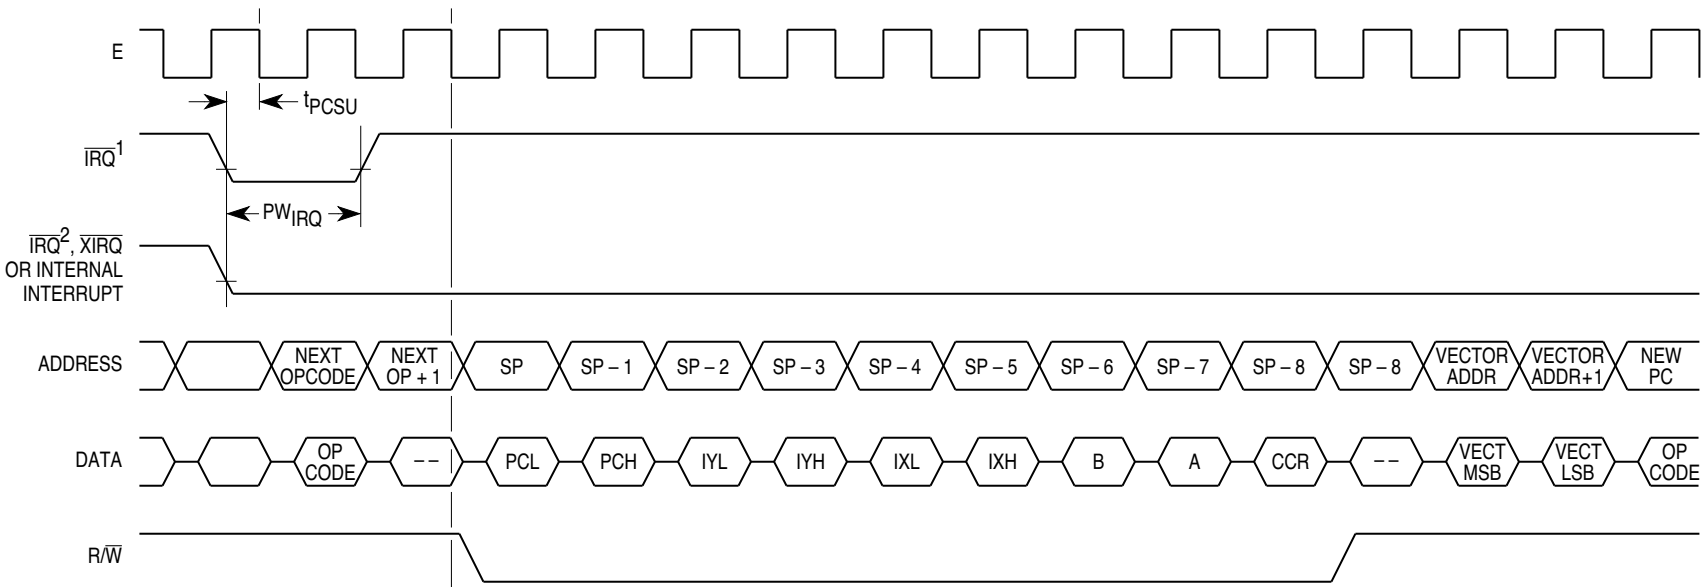 E
tPCSU
IRQ1
PWIRQ
IRQ2, XIRQ
OR INTERNAL
INTERRUPT
ADDRESS
NEXT
OPCODE
NEXT
OP + 1
SP
SP – 1
SP – 2
SP – 3
SP – 4
SP – 5
SP – 6
SP – 7
SP – 8
SP – 8
VECTOR
ADDR
VECTOR
ADDR+1
NEW
PC
DATA
OP
CODE
– –
PCL
PCH
IYL
IYH
IXL
IXH
B
A
CCR
– –
VECT
MSB
VECT
LSB
OP
CODE
R/W